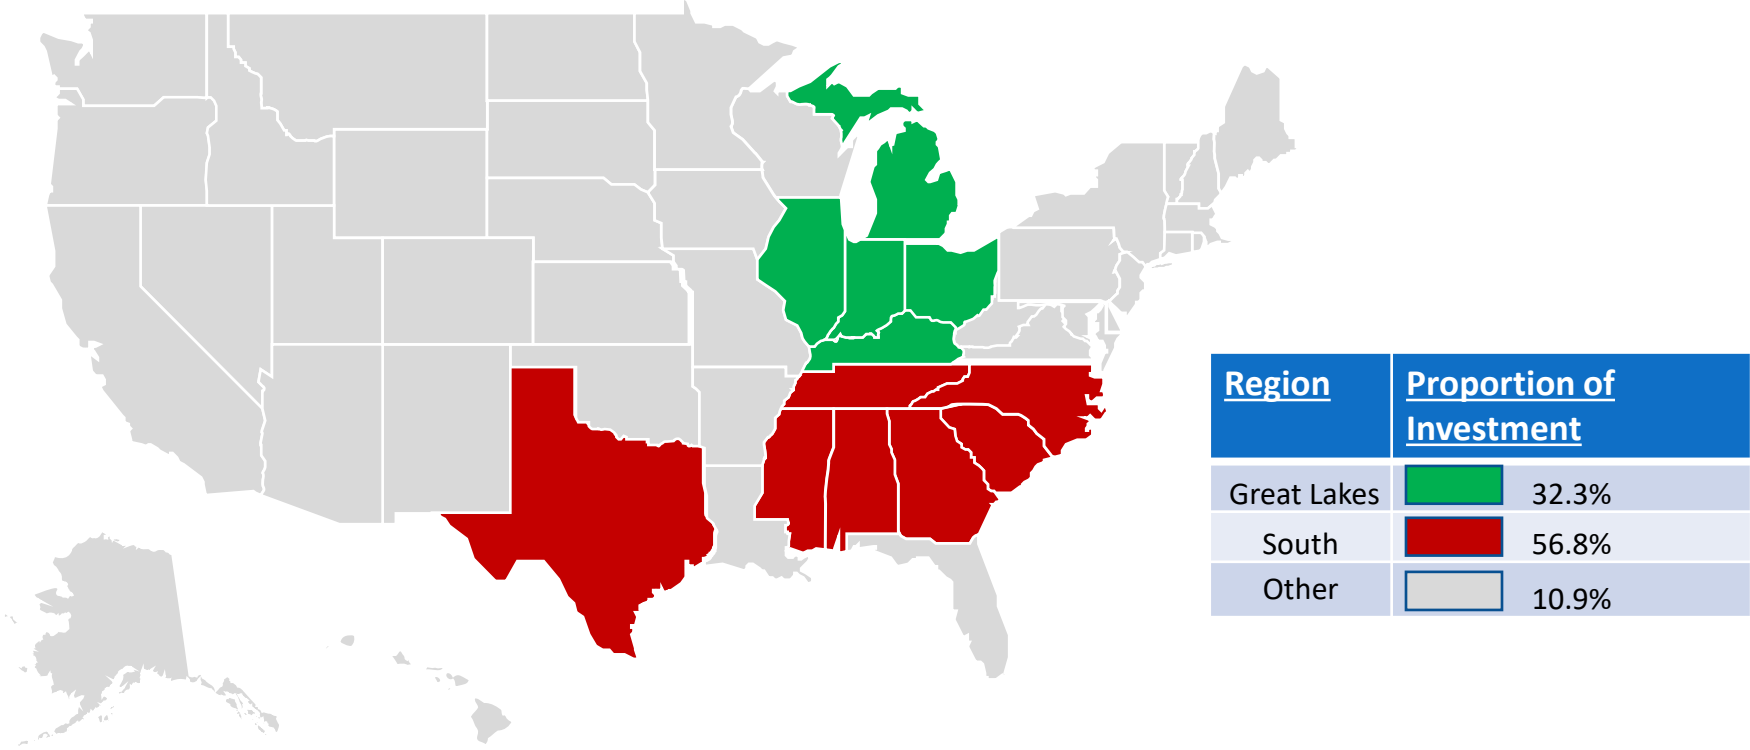 Region
Proportion of
Investment
Great Lakes
32.3%
South
56.8%
Other
10.9%